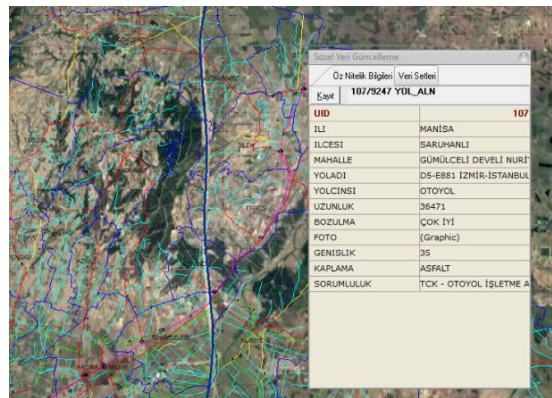 Sözel Veri Güncelleme
Öz Nitelik Bilgileri Veri Setleri
Kayıt 107/9247 YOL_ALN
UID 107
ILI MANİSA
ILCESI SARUHANLI
MAHALLE GÜMÜLCELİ DEVELİ NURİY
YOLADI D5-E881 İZMİR-İSTANBUL
YOLCINSI OTOYOL
UZUNLUK 36471
BOZULMA ÇOK İYİ
FOTO (Graphic)
GENISLIK 35
KAPLAMA ASFALT
SORUMLULUK TCK - OTOYOL İŞLETME A